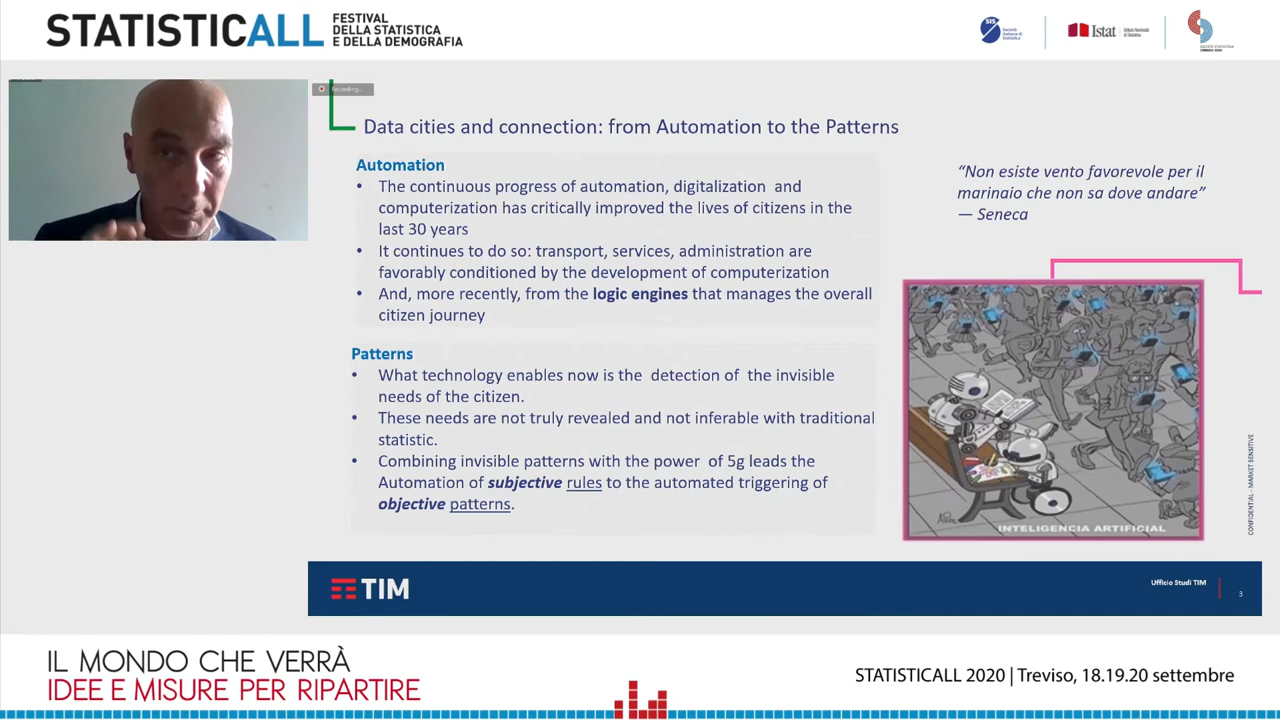 STATISTICALL
FESTIVAL
DELLA STATISTICA
E DELLA DEMOGRAFIA
SIS
Società
Italiana di
Statistica
Istat
Recording...
Data cities and connection: from Automation to the Patterns
Automation
• The continuous progress of automation, digitalization and
computerization has critically improved the lives of citizens in the
last 30 years
• It continues to do so: transport, services, administration are
favorably conditioned by the development of computerization
• And, more recently, from the logic engines that manages the overall
citizen journey
Patterns
• What technology enables now is the detection of the invisible
needs of the citizen.
• These needs are not truly revealed and not inferable with traditional
statistic.
• Combining invisible patterns with the power of 5g leads the
Automation of subjective rules to the automated triggering of
objective patterns.
“Non esiste vento favorevole per il
marinaio che non sa dove andare”
— Seneca
INTELIGENCIA ARTIFICIAL
CONFIDENTIAL - MARKET SENSITIVE
TIM
Ufficio Studi TIM
3
IL MONDO CHE VERRÀ
IDEE E MISURE PER RIPARTIRE
STATISTICALL 2020 | Treviso, 18.19.20 settembre